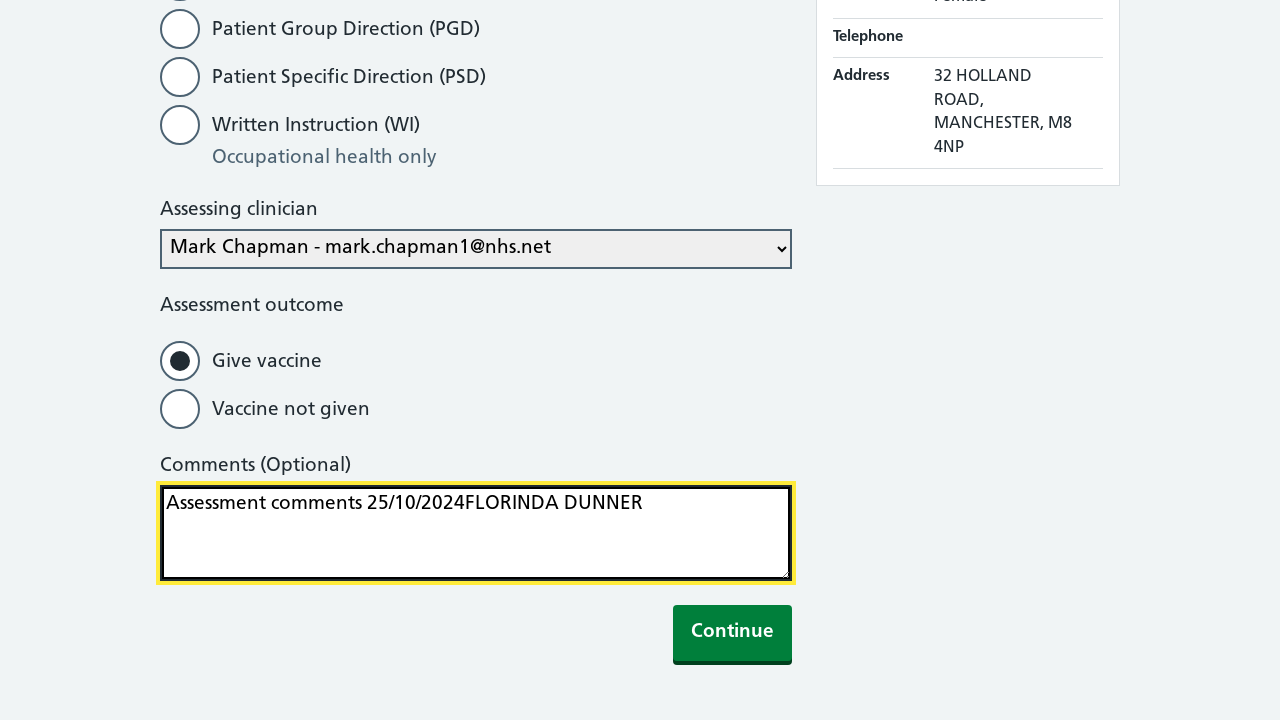 Patient Group Direction (PGD)
Patient Specific Direction (PSD)
Written Instruction (WI)
Occupational health only
Assessing clinician
Mark Chapman - mark.chapman1@nhs.net
Assessment outcome
Give vaccine
Vaccine not given
Comments (Optional)
Assessment comments 25/10/2024FLORINDA DUNNER
Continue
Telephone
Address
32 HOLLAND
ROAD,
MANCHESTER, M8
4NP